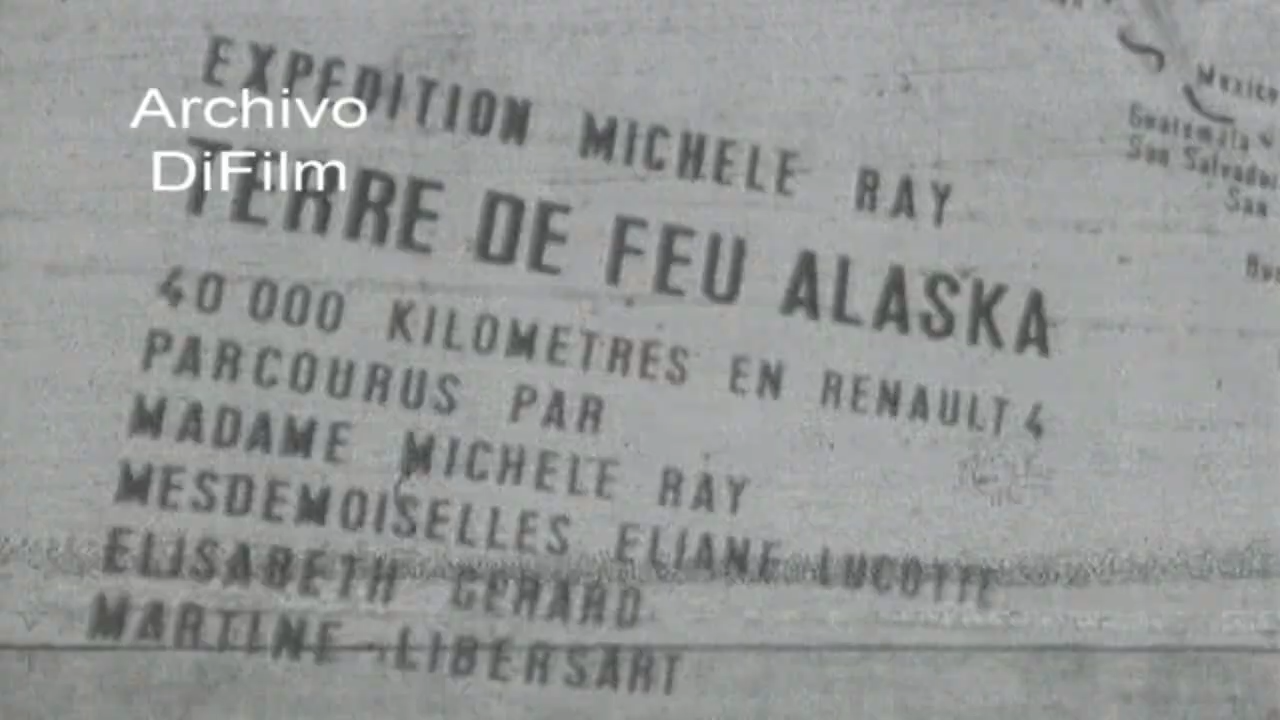 EXPEDITION MICHELE RAY
TERRE DE FEU ALASKA
40 000 KILOMETRES EN RENAULT 4
PARCOURUS PAR
MADAME MICHELE RAY
MESDEMOISELLES ELIANE LUCOTTE
ELISABETH GERARD
MARTINE LIBERSART
Archivo
DiFilm
Mexico
Guatemala
San Salvador
San